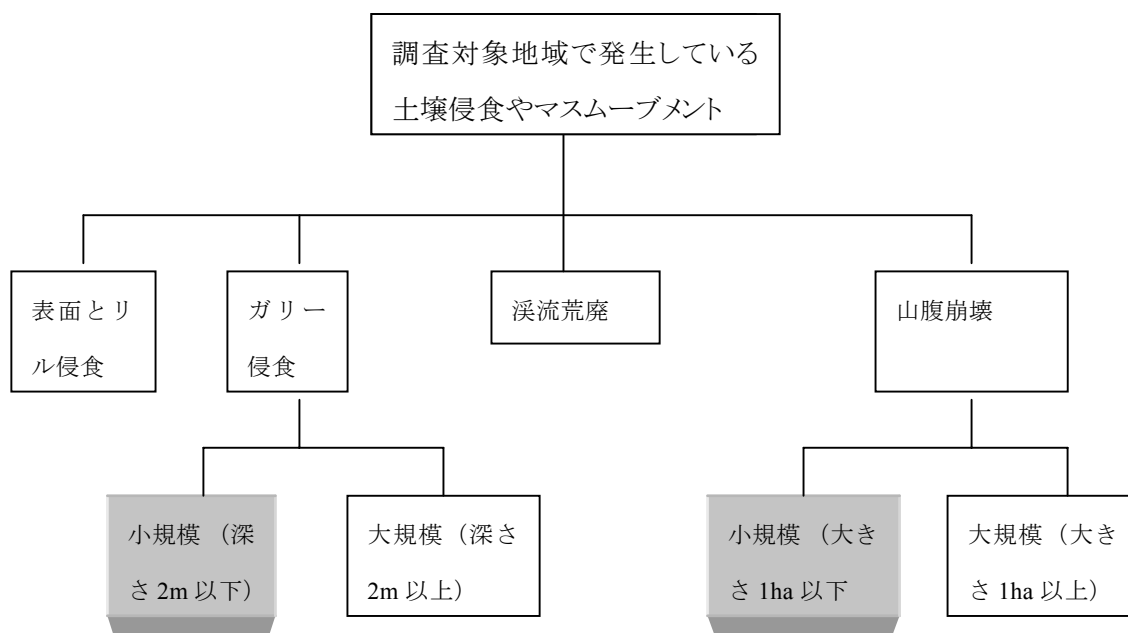 調査対象地域で発生している
土壌侵食やマスムーブメント
表面とリ
ル侵食
ガリー
侵食
渓流荒廃
山腹崩壊
小規模（深
さ 2m 以下）
大規模（深さ
2m 以上）
小規模（大き
さ 1ha 以下
大規模（大き
さ 1ha 以上）